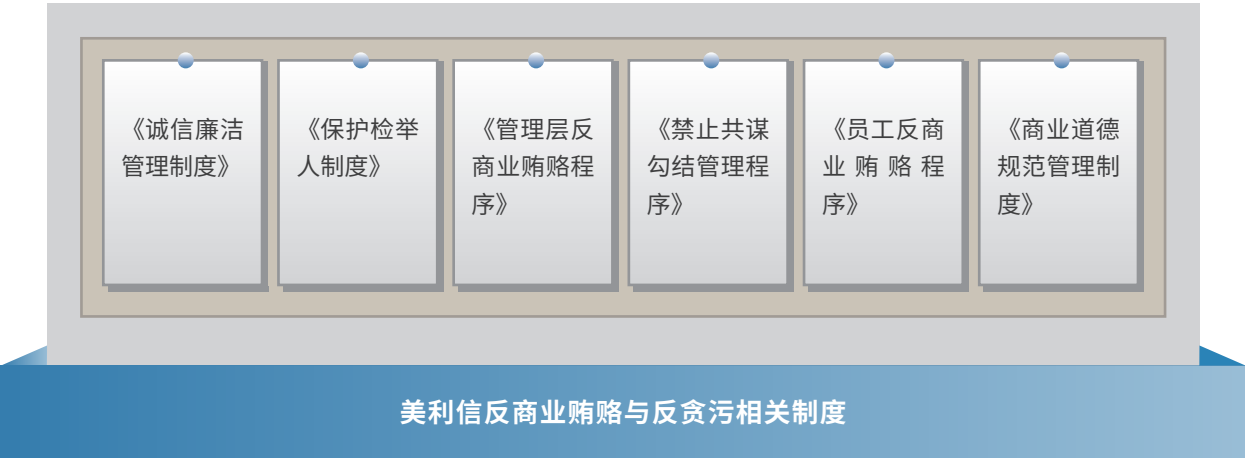 《诚信廉洁
管理制度》
《保护检举
人制度》
《管理层反
商业贿赂程
序》
《禁止共谋
勾结管理程
序》
《员工反商
业贿赂程
序》
《商业道德
规范管理制
度》
美利信反商业贿赂与反贪污相关制度